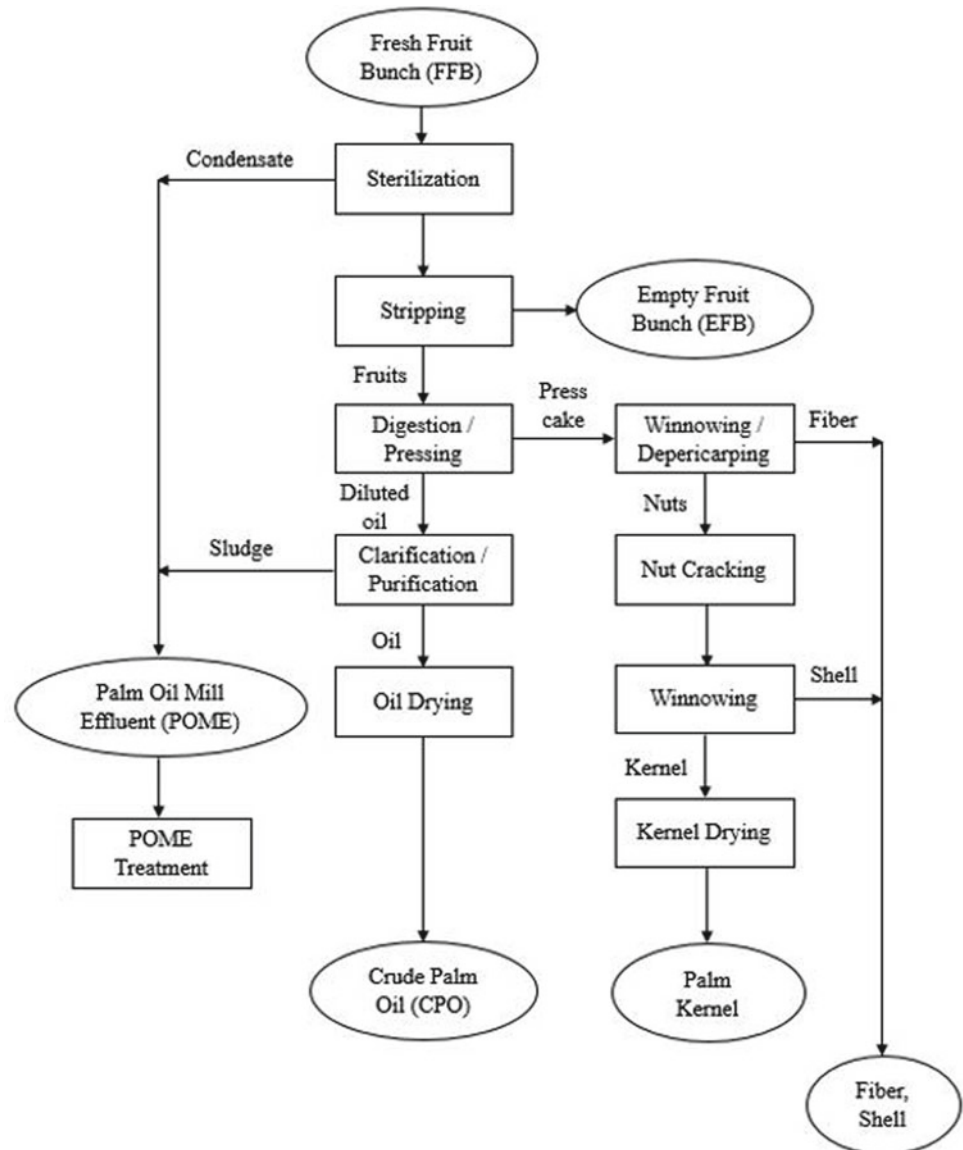 Fresh Fruit
Bunch (FFB)
Condensate
Sterilization
Stripping
Empty Fruit
Bunch (EFB)
Fruits
Press
cake
Digestion /
Pressing
Winnowing /
Depericarping
Fiber
Diluted
oil
Nuts
Sludge
Clarification /
Purification
Nut Cracking
Oil
Palm Oil Mill
Effluent (POME)
Oil Drying
Winnowing
Shell
Kernel
POME
Treatment
Kernel Drying
Crude Palm
Oil (CPO)
Palm
Kernel
Fiber,
Shell